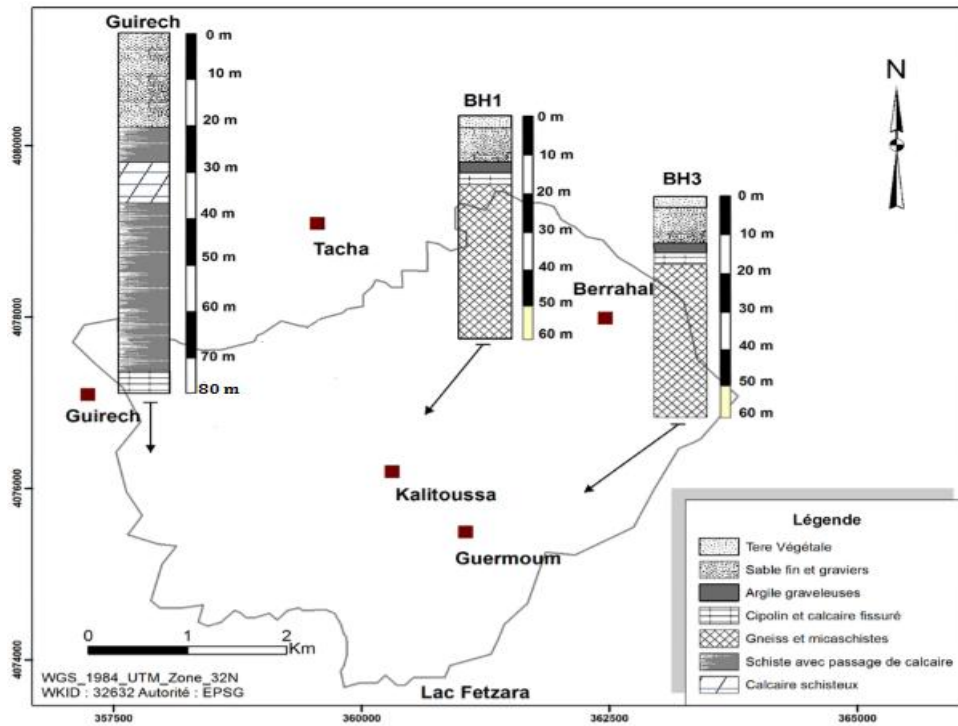 Guirech
0 m
10 m
20 m
30 m
40 m
50 m
60 m
70 m
80 m
BH1
0 m
10 m
20 m
30 m
40 m
50 m
60 m
BH3
0 m
10 m
20 m
30 m
40 m
50 m
60 m
N
Tacha
Berrahal
Guirech
Kalitoussa
Guermoum
Lac Fetzara
4080000
4078000
4076000
4074000
357500
360000
362500
365000
0 1 2
Km
WGS_1984_UTM_Zone_32N
WKID : 32632 Autorité : EPSG
Légende
Tere Végétale
Sable fin et graviers
Argile graveleuses
Cipolin et calcaire fissuré
Gneiss et micaschistes
Schiste avec passage de calcaire
Calcaire schisteux